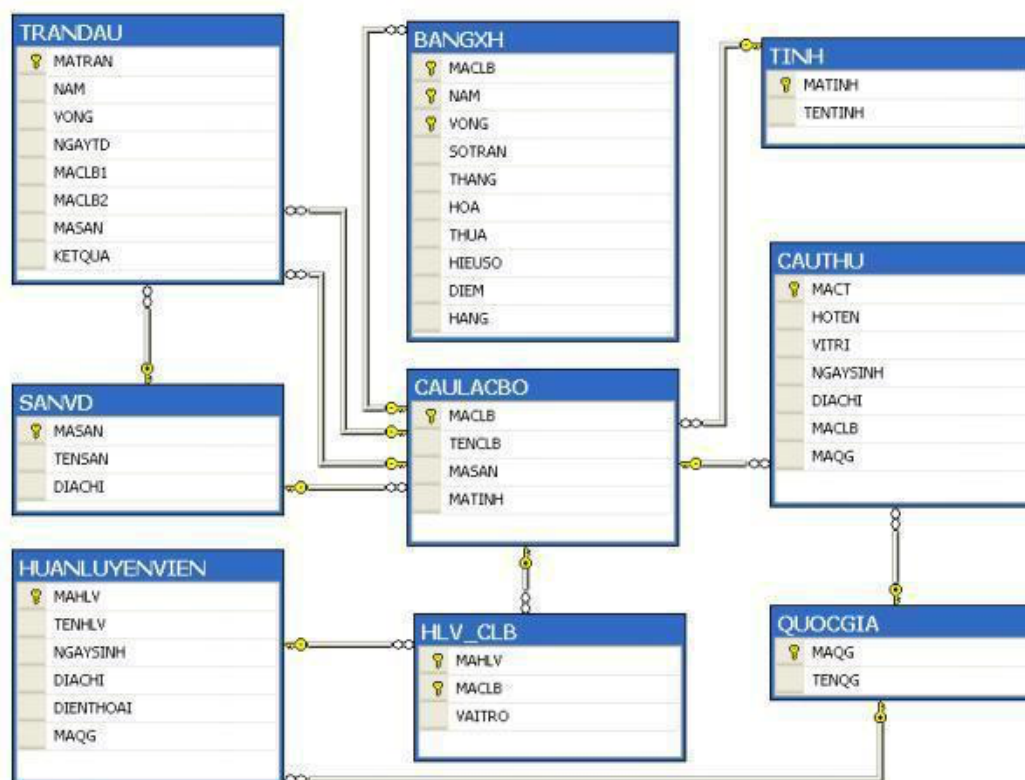 TRANDAU
MATRAN
NAM
VONG
NGAYTD
MACLB1
MACLB2
MASAN
KETQUA
BANGXH
MACLB
NAM
VONG
SOTRAN
THANG
HOA
THUA
HIEUSO
DIEM
HANG
TINH
MATINH
TENTINH
CAUTHU
MACT
HOTEN
VITRI
NGAYSINH
DIACHI
MACLB
MAQG
SANVD
MASAN
TENSAN
DIACHI
CAULACBO
MACLB
TENCLB
MASAN
MATINH
HUANLUYENVIEN
MAHLV
TENHLV
NGAYSINH
DIACHI
DIENTHOAI
MAQG
HLV_CLB
MAHLV
MACLB
VAITRO
QUOCGIA
MAQG
TENQG